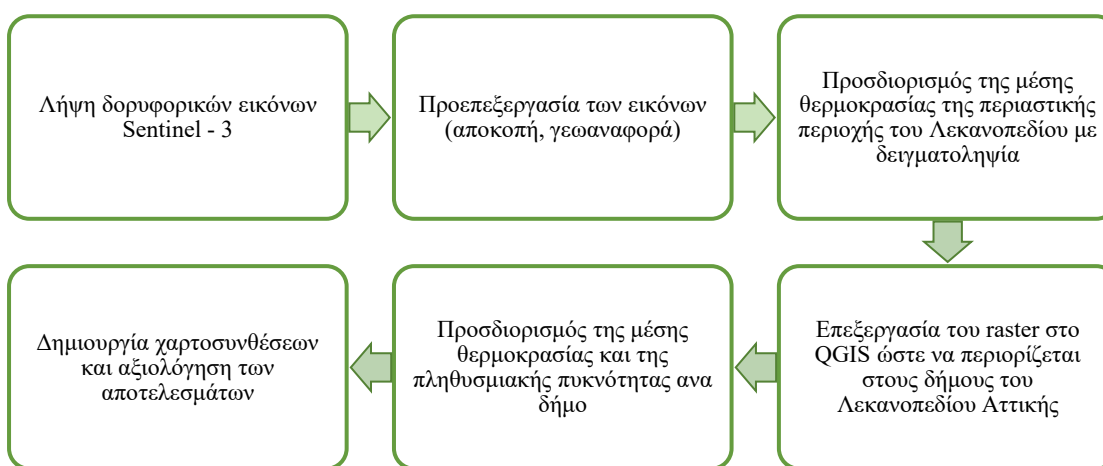 Λήψη δορυφορικών εικόνων
Sentinel - 3
Προεπεξεργασία των εικόνων
(αποκοπή, γεωαναφορά)
Προσδιορισμός της μέσης
θερμοκρασίας της περιαστικής
περιοχής του Λεκανοπεδίου με
δειγματοληψία
Επεξεργασία του raster στο
QGIS ώστε να περιορίζεται
στους δήμους του
Λεκανοπεδίου Αττικής
Προσδιορισμός της μέσης
θερμοκρασίας και της
πληθυσμιακής πυκνότητας ανα
δήμο
Δημιουργία χαρτοσυνθέσεων
και αξιολόγηση των
αποτελεσμάτων